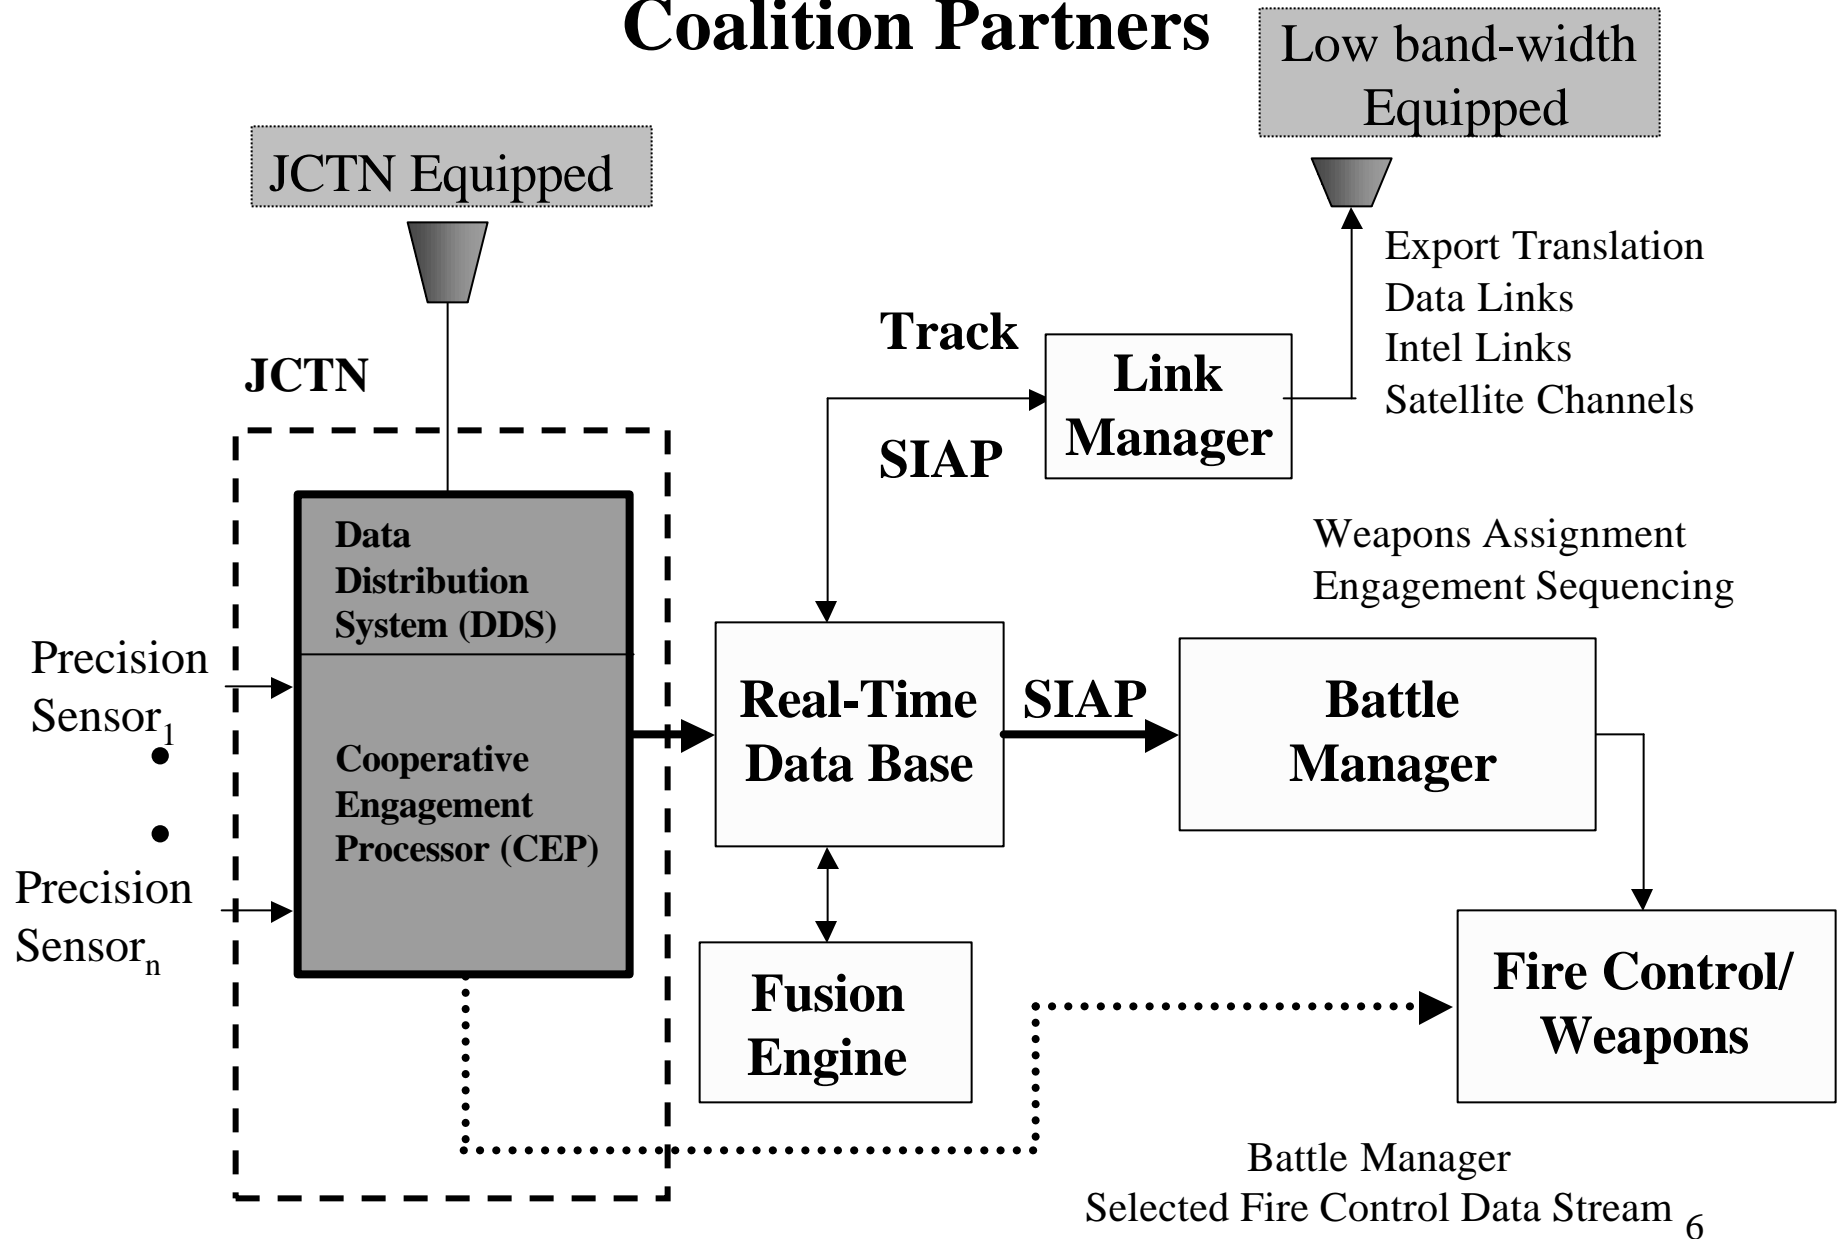 Coalition Partners
Low band-width
Equipped
JCTN Equipped
Export Translation
Data Links
Intel Links
Satellite Channels
Track
Link
Manager
JCTN
SIAP
Data
Distribution
System (DDS)
Weapons Assignment
Engagement Sequencing
Precision
Sensor1
Real-Time
Data Base
SIAP
Battle
Manager
Cooperative
Engagement
Processor (CEP)
Precision
Sensorn
Fusion
Engine
Fire Control/
Weapons
Battle Manager
Selected Fire Control Data Stream
6